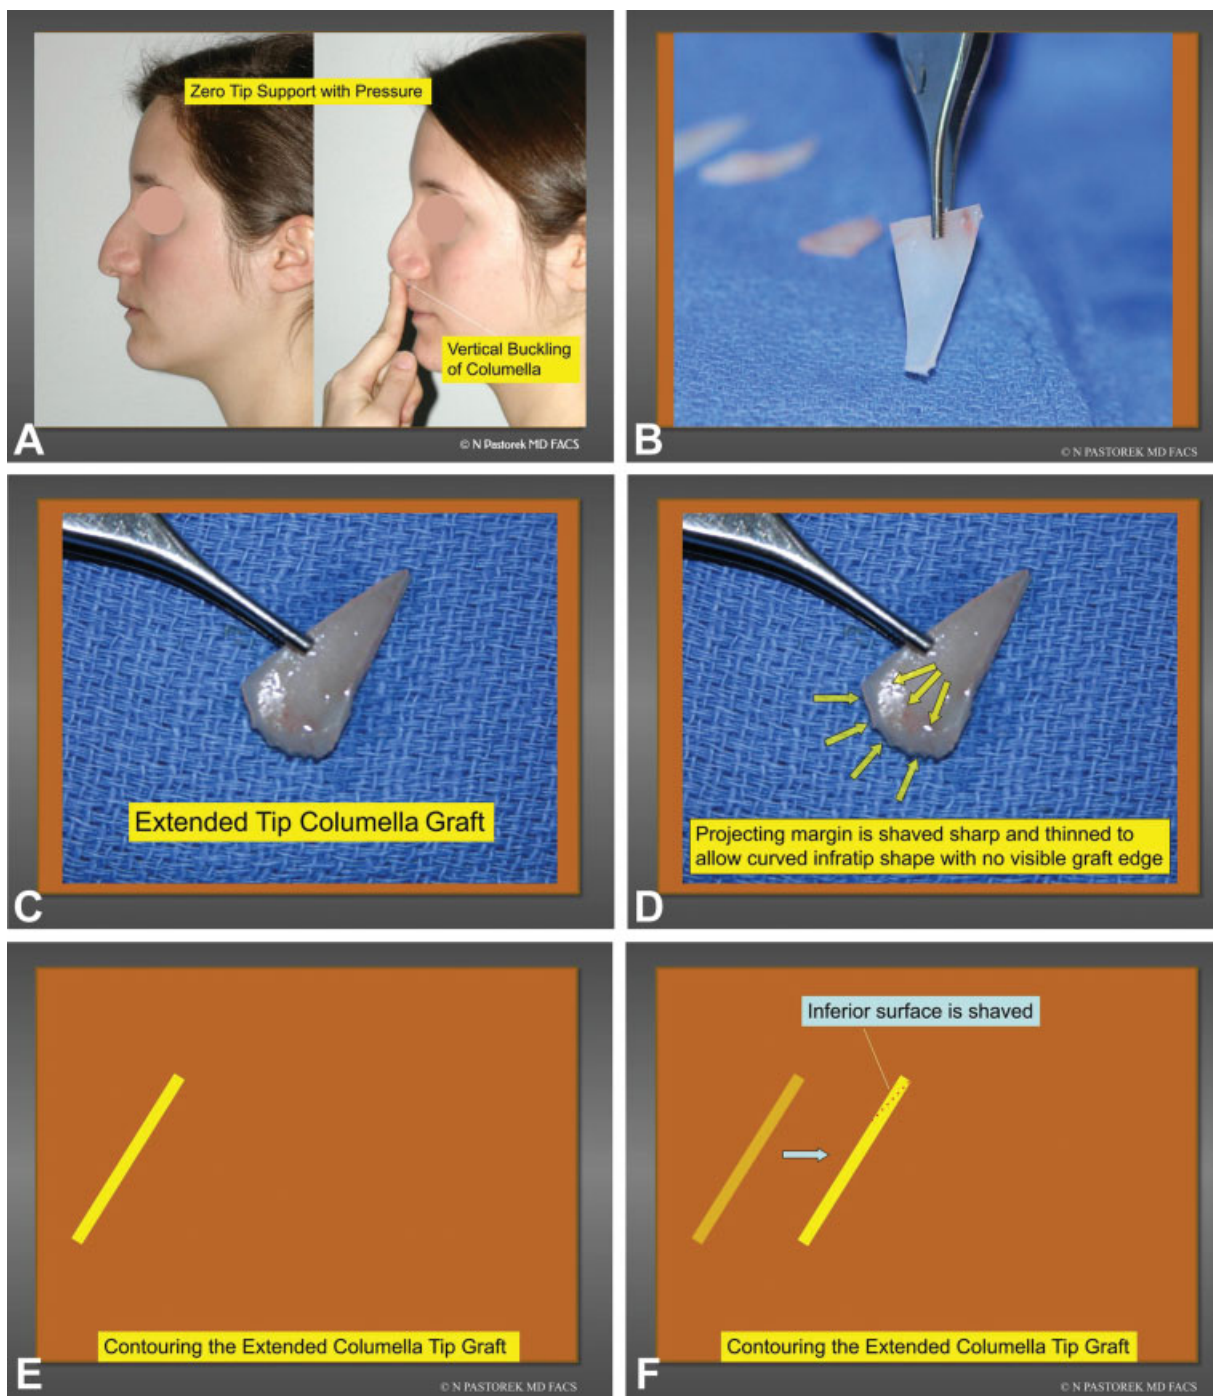 Zero Tip Support with Pressure
Vertical Buckling
of Columella
A
© N Pastorek MD FACS
B
© N PASTOREK MD FACS
Extended Tip Columella Graft
C
Projecting margin is shaved sharp and thinned to
allow curved infratip shape with no visible graft edge
D
Contouring the Extended Columella Tip Graft
E
© N PASTOREK MD FACS
Inferior surface is shaved
Contouring the Extended Columella Tip Graft
F
© N PASTOREK MD FACS